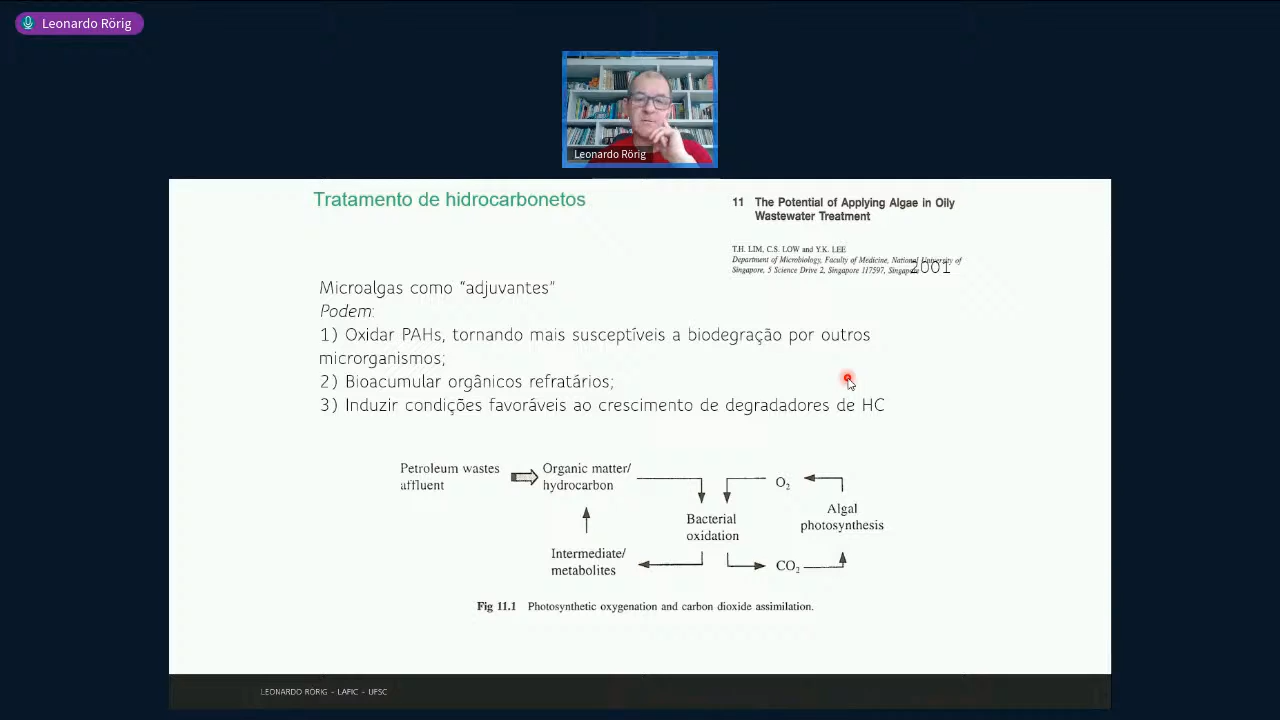 Leonardo Rörig
Leonardo Rörig
Tratamento de hidrocarbonetos
11 The Potential of Applying Algae in Oily
Wastewater Treatment
T.H. LIM, C.S. LOW and Y.K. LEE
Department of Microbiology, Faculty of Medicine, National University of
Singapore, 5 Science Drive 2, Singapore 117597, Singapore
2001
Microalgas como “adjuvantes”
Podem:
1) Oxidar PAHs, tornando mais susceptíveis a biodegração por outros
microrganismos;
2) Bioacumular orgânicos refratários;
3) Induzir condições favoráveis ao crescimento de degradadores de HC
Petroleum wastes
affluent
Organic matter/
hydrocarbon
O2
Algal
photosynthesis
Bacterial
oxidation
Intermediate/
metabolites
CO2
Fig 11.1 Photosynthetic oxygenation and carbon dioxide assimilation.
LEONARDO RÖRIG – LAFIC – UFSC